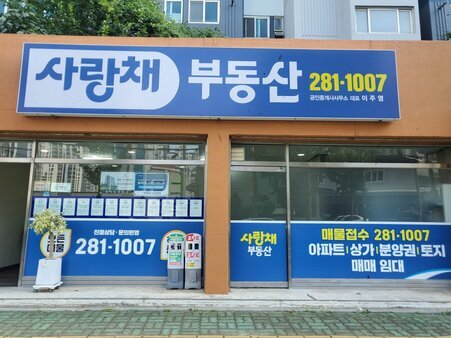 사랑채 부동산 281·1007
공인중개사사무소 대표 이주영
친절상담·문의환영
281·1007
사랑채
부동산
매물접수 281·1007
아파트 상가 분양권 토지
매매 임대